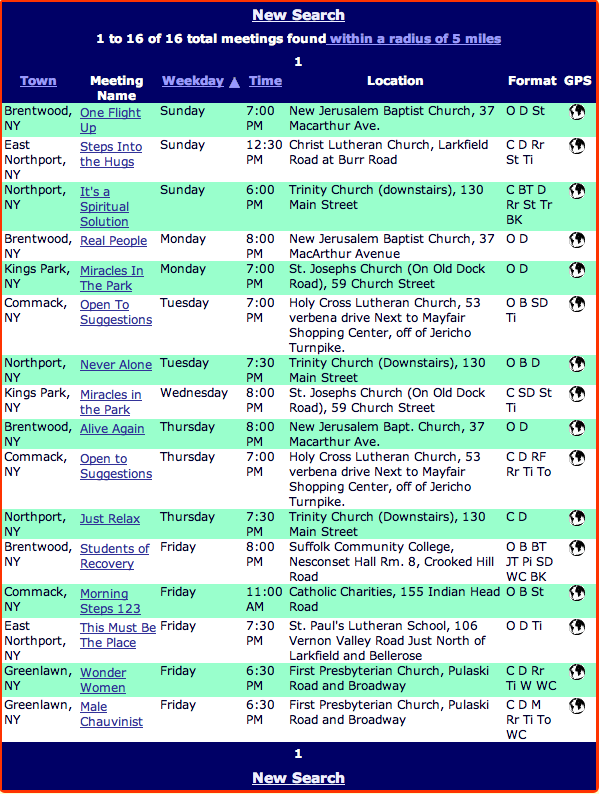 New Search
1 to 16 of 16 total meetings found within a radius of 5 miles
1
Town Meeting Name Weekday ▲ Time Location Format GPS
Brentwood, NY One Flight Up Sunday 7:00 PM New Jerusalem Baptist Church, 37 Macarthur Ave. O D St
East Northport, NY Steps Into the Hugs Sunday 12:30 PM Christ Lutheran Church, Larkfield Road at Burr Road C D Rr St Ti
Northport, NY It's a Spiritual Solution Sunday 6:00 PM Trinity Church (downstairs), 130 Main Street C BT D Rr St Tr BK
Brentwood, NY Real People Monday 8:00 PM New Jerusalem Baptist Church, 37 MacArthur Avenue O D
Kings Park, NY Miracles In The Park Monday 7:00 PM St. Josephs Church (On Old Dock Road), 59 Church Street O D
Commack, NY Open To Suggestions Tuesday 7:00 PM Holy Cross Lutheran Church, 53 verbena drive Next to Mayfair Shopping Center, off of Jericho Turnpike. O B SD Ti
Northport, NY Never Alone Tuesday 7:30 PM Trinity Church (Downstairs), 130 Main Street O B D
Kings Park, NY Miracles in the Park Wednesday 8:00 PM St. Josephs Church (On Old Dock Road), 59 Church Street C SD St Ti
Brentwood, NY Alive Again Thursday 8:00 PM New Jerusalem Bapt. Church, 37 Macarthur Ave. O D
Commack, NY Open to Suggestions Thursday 7:00 PM Holy Cross Lutheran Church, 53 verbena drive Next to Mayfair Shopping Center, off of Jericho Turnpike. C D RF Rr Ti To
Northport, NY Just Relax Thursday 7:30 PM Trinity Church (Downstairs), 130 Main Street C D
Brentwood, NY Students of Recovery Friday 8:00 PM Suffolk Community College, Nesconset Hall Rm. 8, Crooked Hill Road O B BT JT Pi SD WC BK
Commack, NY Morning Steps 123 Friday 11:00 AM Catholic Charities, 155 Indian Head Road O B St
East Northport, NY This Must Be The Place Friday 7:30 PM St. Paul's Lutheran School, 106 Vernon Valley Road Just North of Larkfield and Bellerose O D Ti
Greenlawn, NY Wonder Women Friday 6:30 PM First Presbyterian Church, Pulaski Road and Broadway C D Rr Ti W WC
Greenlawn, NY Male Chauvinist Friday 6:30 PM First Presbyterian Church, Pulaski Road and Broadway C D M Rr Ti To WC
1
New Search